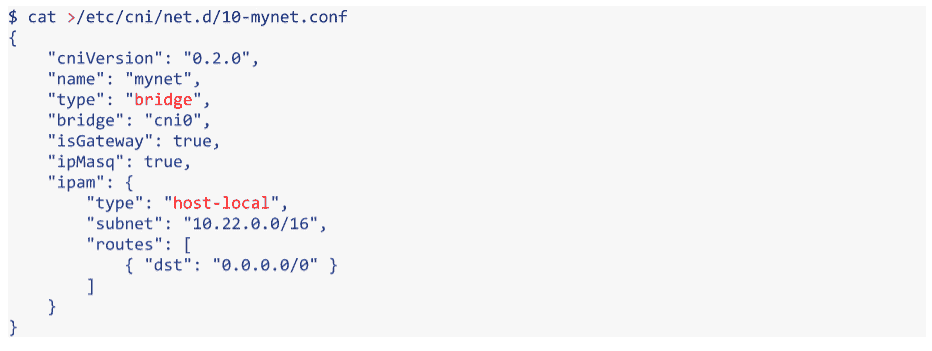 $ cat >/etc/cni/net.d/10-mynet.conf
{
    "cniVersion": "0.2.0",
    "name": "mynet",
    "type": "bridge",
    "bridge": "cni0",
    "isGateway": true,
    "ipMasq": true,
    "ipam": {
        "type": "host-local",
        "subnet": "10.22.0.0/16",
        "routes": [
            { "dst": "0.0.0.0/0" }
        ]
    }
}